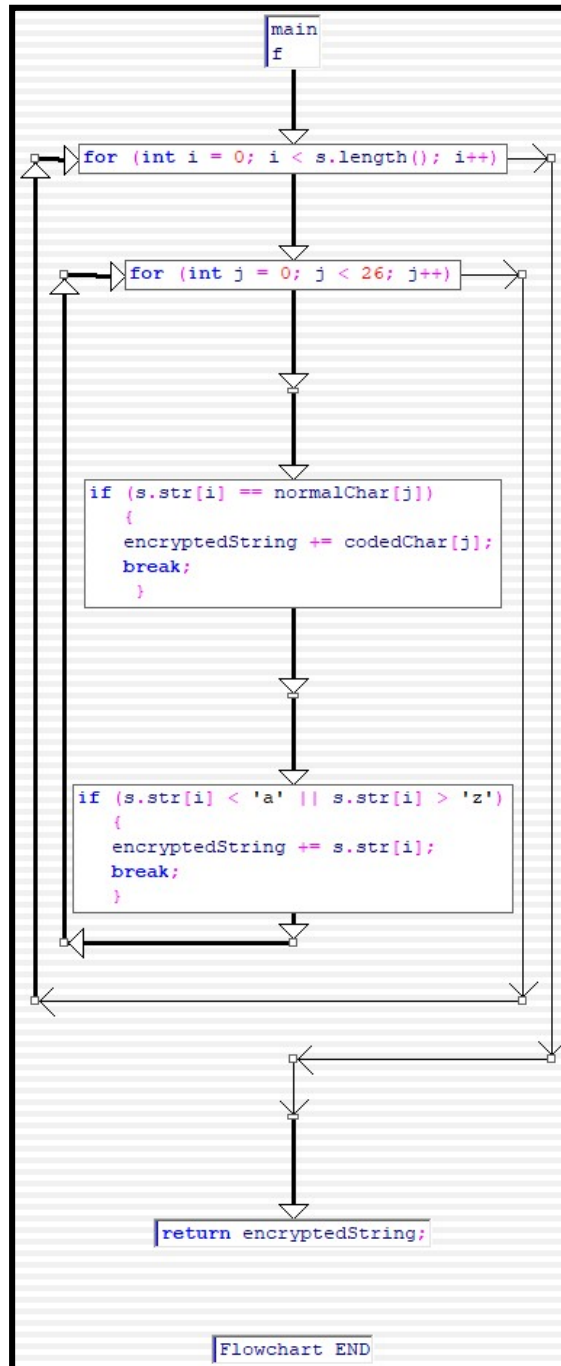 main
f
for (int i = 0; i < s.length(); i++)
for (int j = 0; j < 26; j++)
if (s.str[i] == normalChar[j])
{
encryptedString += codedChar[j];
break;
}
if (s.str[i] < 'a' || s.str[i] > 'z')
{
encryptedString += s.str[i];
break;
}
return encryptedString;
Flowchart END